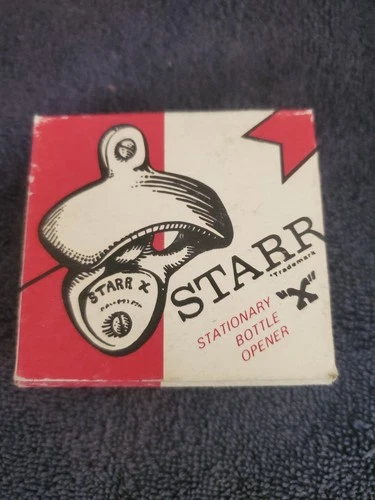 STARR X
STARR
"X"
*Trademark
STATIONARY
BOTTLE
OPENER